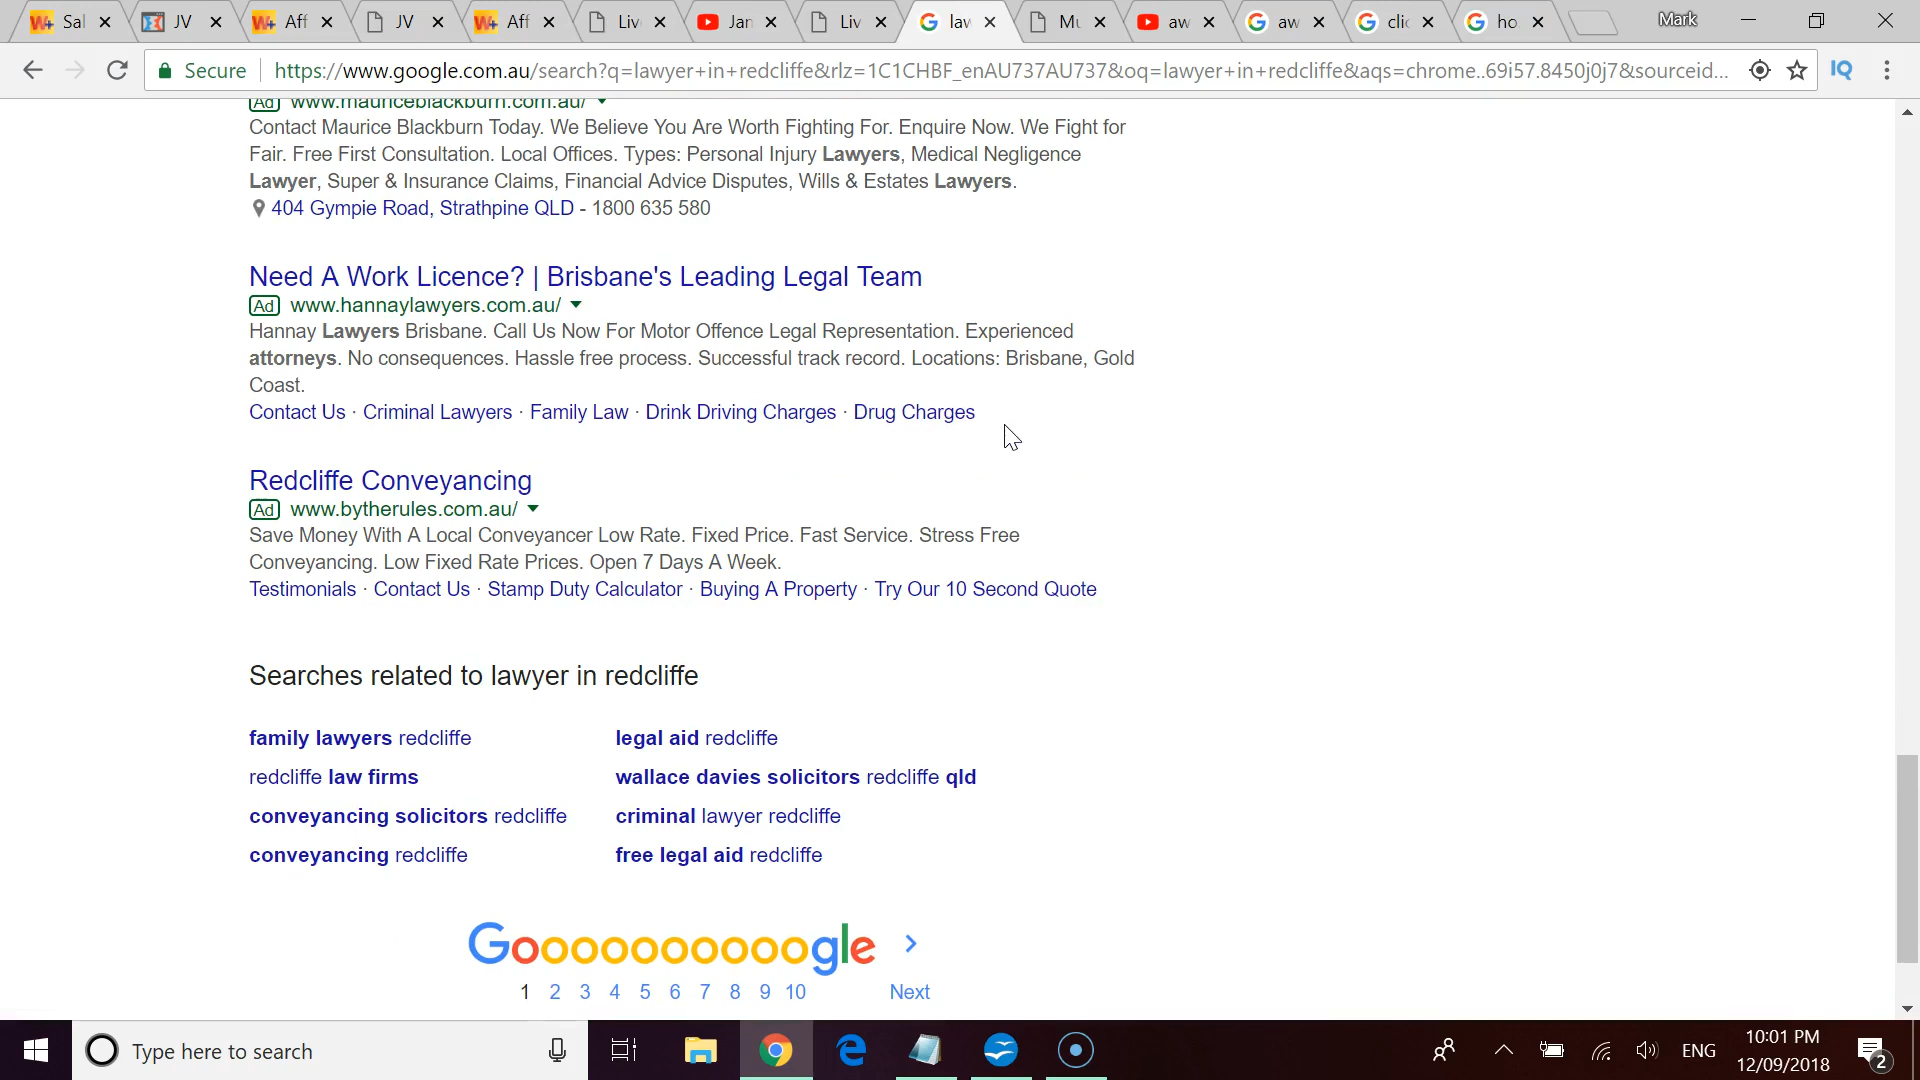 Sal
JV
Aff
JV
Aff
Liv
Jan
Liv
law
Mu
aw
aw
clic
ho
Mark
Secure
https://www.google.com.au/search?q=lawyer+in+redcliffe&rlz=1C1CHBF_enAU737AU737&oq=lawyer+in+redcliffe&aqs=chrome..69i57.8450j0j7&sourceid...
IQ
Ad www.mauriceblackburn.com.au/
Contact Maurice Blackburn Today. We Believe You Are Worth Fighting For. Enquire Now. We Fight for
Fair. Free First Consultation. Local Offices. Types: Personal Injury Lawyers, Medical Negligence
Lawyer, Super & Insurance Claims, Financial Advice Disputes, Wills & Estates Lawyers.
404 Gympie Road, Strathpine QLD - 1800 635 580
Need A Work Licence? | Brisbane's Leading Legal Team
Ad www.hannaylawyers.com.au/
Hannay Lawyers Brisbane. Call Us Now For Motor Offence Legal Representation. Experienced
attorneys. No consequences. Hassle free process. Successful track record. Locations: Brisbane, Gold
Coast.
Contact Us · Criminal Lawyers · Family Law · Drink Driving Charges · Drug Charges
Redcliffe Conveyancing
Ad www.bytherules.com.au/
Save Money With A Local Conveyancer Low Rate. Fixed Price. Fast Service. Stress Free
Conveyancing. Low Fixed Rate Prices. Open 7 Days A Week.
Testimonials · Contact Us · Stamp Duty Calculator · Buying A Property · Try Our 10 Second Quote
Searches related to lawyer in redcliffe
family lawyers redcliffe
legal aid redcliffe
redcliffe law firms
wallace davies solicitors redcliffe qld
conveyancing solicitors redcliffe
criminal lawyer redcliffe
conveyancing redcliffe
free legal aid redcliffe
Goooooooooogle
1 2 3 4 5 6 7 8 9 10 Next
Type here to search
ENG
10:01 PM
12/09/2018
2